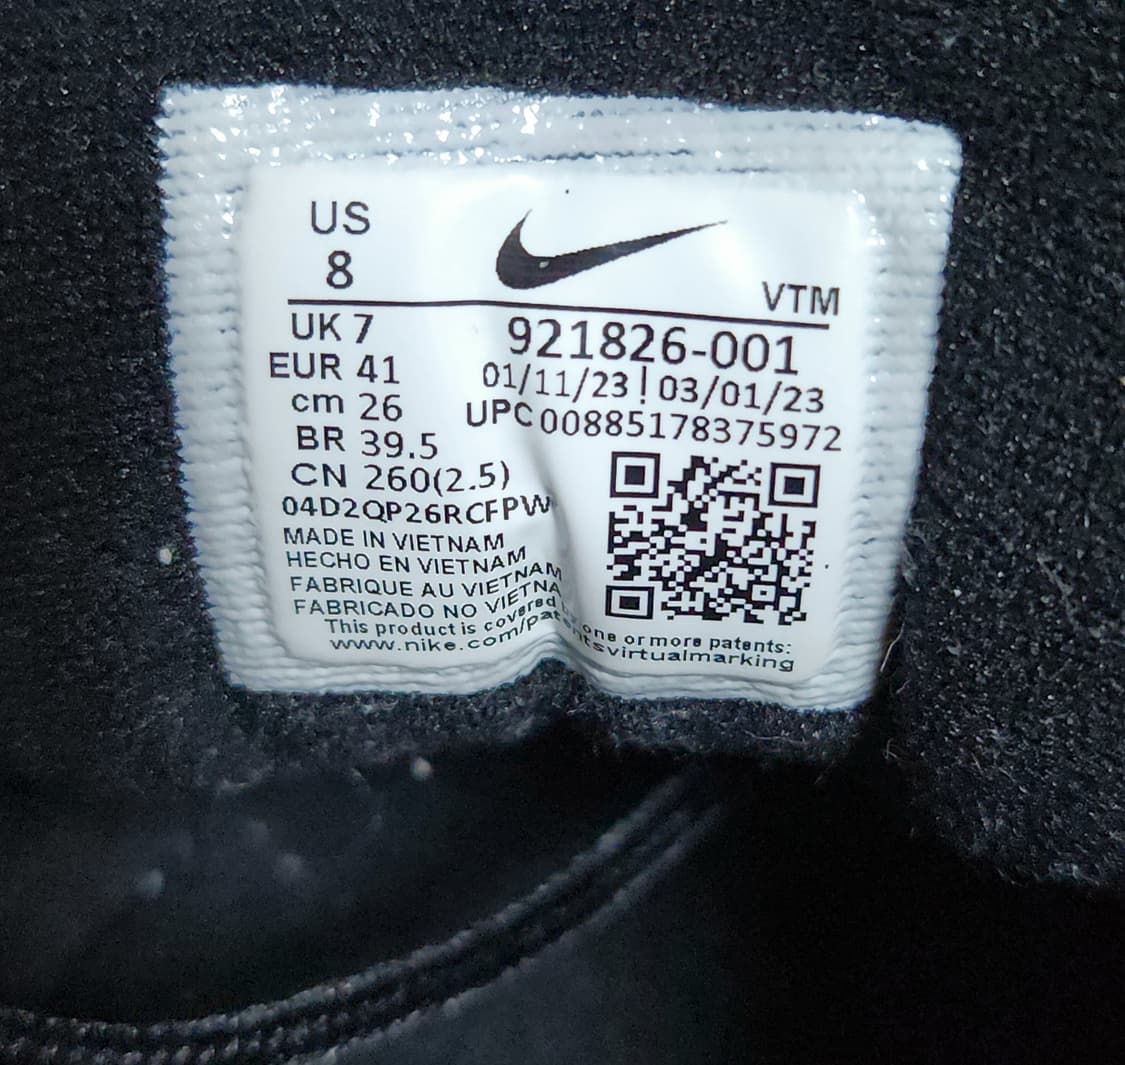 US
8
VTM
UK 7
EUR 41
cm 26
BR 39.5
CN 260(2.5)
921826-001
01/11/23 | 03/01/23
UPC 00885178375972
04D2QP26RCFPW
MADE IN VIETNAM
HECHO EN VIETNAM
FABRIQUE AU VIETNAM
FABRICADO NO VIETNA
This product is covered by one or more patents:
www.nike.com/patentsvirtualmarking